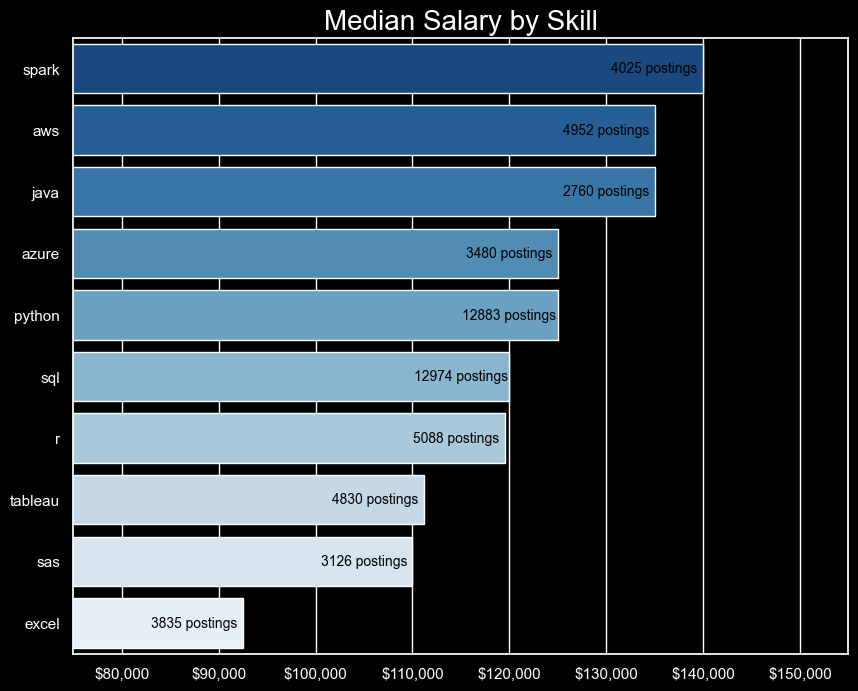 Median Salary by Skill
spark 4025 postings
aws 4952 postings
java 2760 postings
azure 3480 postings
python 12883 postings
sql 12974 postings
r 5088 postings
tableau 4830 postings
sas 3126 postings
excel 3835 postings
$80,000 $90,000 $100,000 $110,000 $120,000 $130,000 $140,000 $150,000